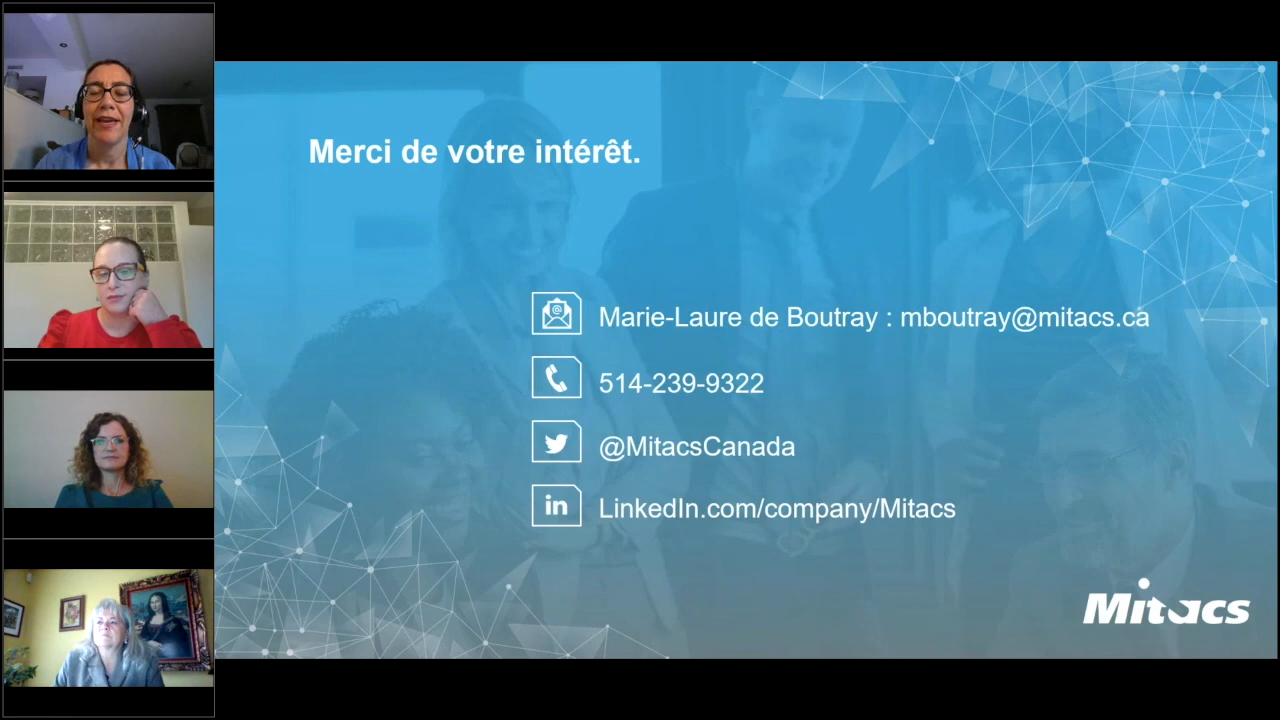 Merci de votre intérêt.
Marie-Laure de Boutray : mboutray@mitacs.ca
514-239-9322
@MitacsCanada
in LinkedIn.com/company/Mitacs
Mitacs